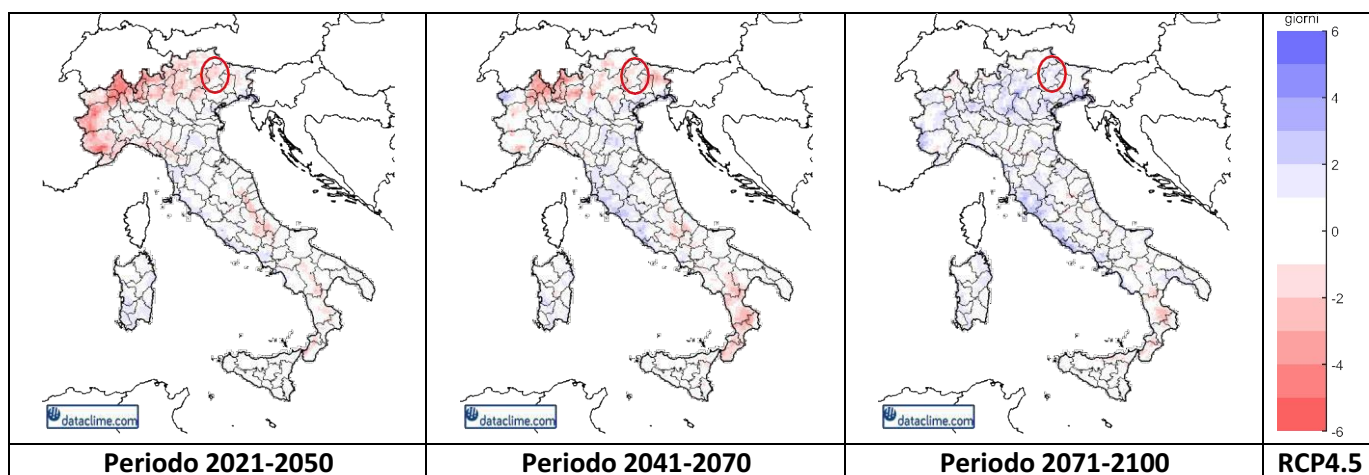 giorni
6
4
2
0
-2
-4
-6
dataclime.com
dataclime.com
dataclime.com
Periodo 2021-2050
Periodo 2041-2070
Periodo 2071-2100
RCP4.5